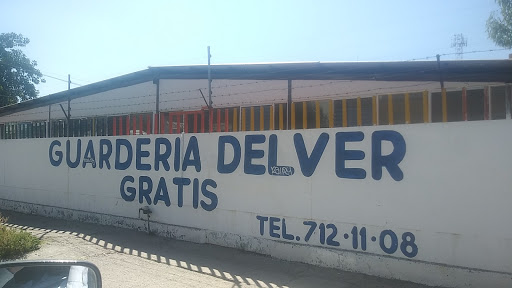 GUARDERIA DELVER
GRATIS
TEL. 712·11·08